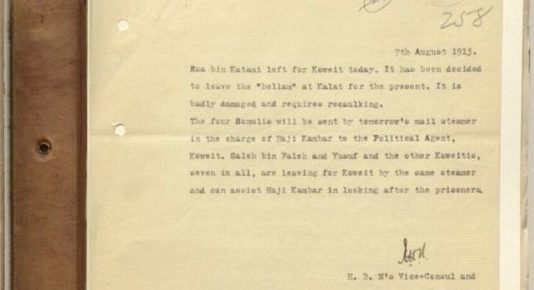 258
7th August 1913.
Esa bin Katami left for Koweit today. It has been decided
to leave the "bellam" at Kalat for the present. It is
badly damaged and requires recaulking.
The four Somalis will be sent by tomorrow's mail steamer
in the charge of Haji Kambar to the Political Agent,
Koweit. Saleh bin Faleh and Yusuf and the other Koweitis,
seven in all, are leaving for Koweit by the same steamer
and can assist Haji Kambar in looking after the prisoners
H. B. M's Vice-Consul and